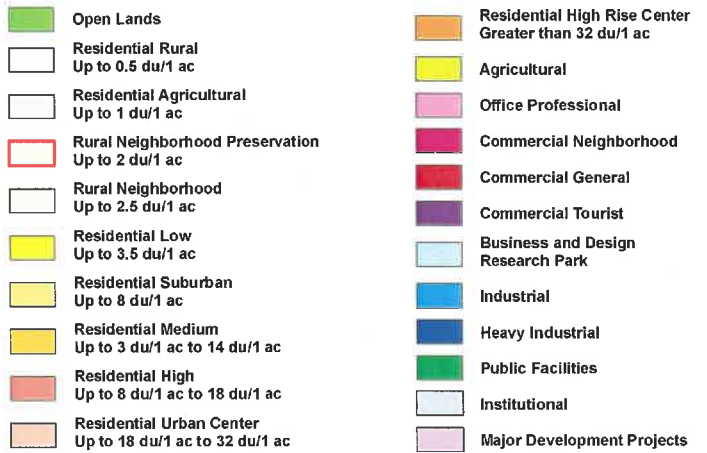 Open Lands
Residential Rural
Up to 0.5 du/1 ac
Residential Agricultural
Up to 1 du/1 ac
Rural Neighborhood Preservation
Up to 2 du/1 ac
Rural Neighborhood
Up to 2.5 du/1 ac
Residential Low
Up to 3.5 du/1 ac
Residential Suburban
Up to 8 du/1 ac
Residential Medium
Up to 3 du/1 ac to 14 du/1 ac
Residential High
Up to 8 du/1 ac to 18 du/1 ac
Residential Urban Center
Up to 18 du/1 ac to 32 du/1 ac
Residential High Rise Center
Greater than 32 du/1 ac
Agricultural
Office Professional
Commercial Neighborhood
Commercial General
Commercial Tourist
Business and Design
Research Park
Industrial
Heavy Industrial
Public Facilities
Institutional
Major Development Projects